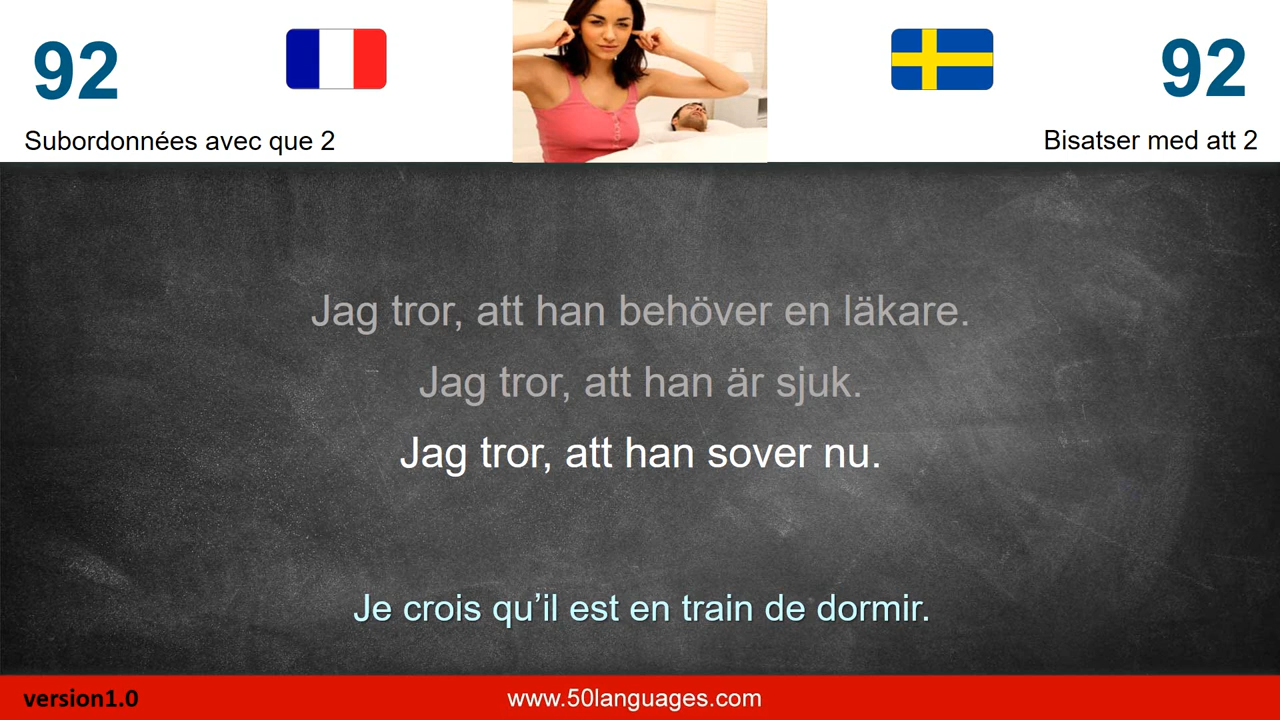 92
92
Subordonnées avec que 2
Bisatser med att 2
Jag tror, att han behöver en läkare.
Jag tror, att han är sjuk.
Jag tror, att han sover nu.
Je crois qu’il est en train de dormir.
version1.0
www.50languages.com